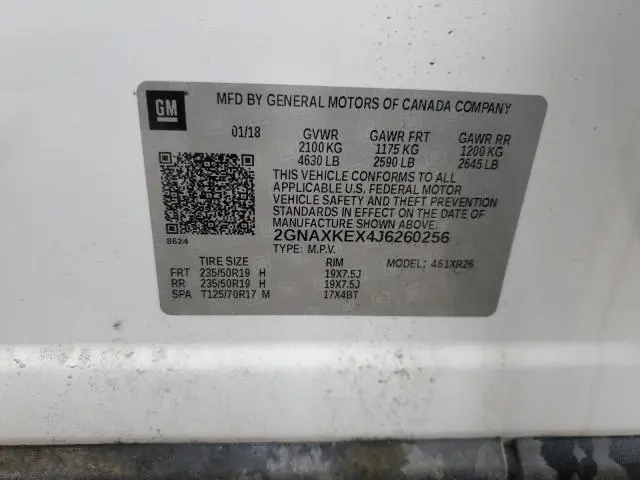 GM
MFD BY GENERAL MOTORS OF CANADA COMPANY
01/18 GVWR GAWR FRT GAWR RR
2100 KG 1175 KG 1200 KG
4630 LB 2590 LB 2645 LB
THIS VEHICLE CONFORMS TO ALL
APPLICABLE U.S. FEDERAL MOTOR
VEHICLE SAFETY AND THEFT PREVENTION
STANDARDS IN EFFECT ON THE DATE OF
MANUFACTURE SHOWN ABOVE.
2GNAXKEX4J6260256
8624
TYPE: M.P.V. MODEL: 461XR26
TIRE SIZE RIM
FRT 235/50R19 H 19X7.5J
RR 235/50R19 H 19X7.5J
SPA T125/70R17 M 17X4BT